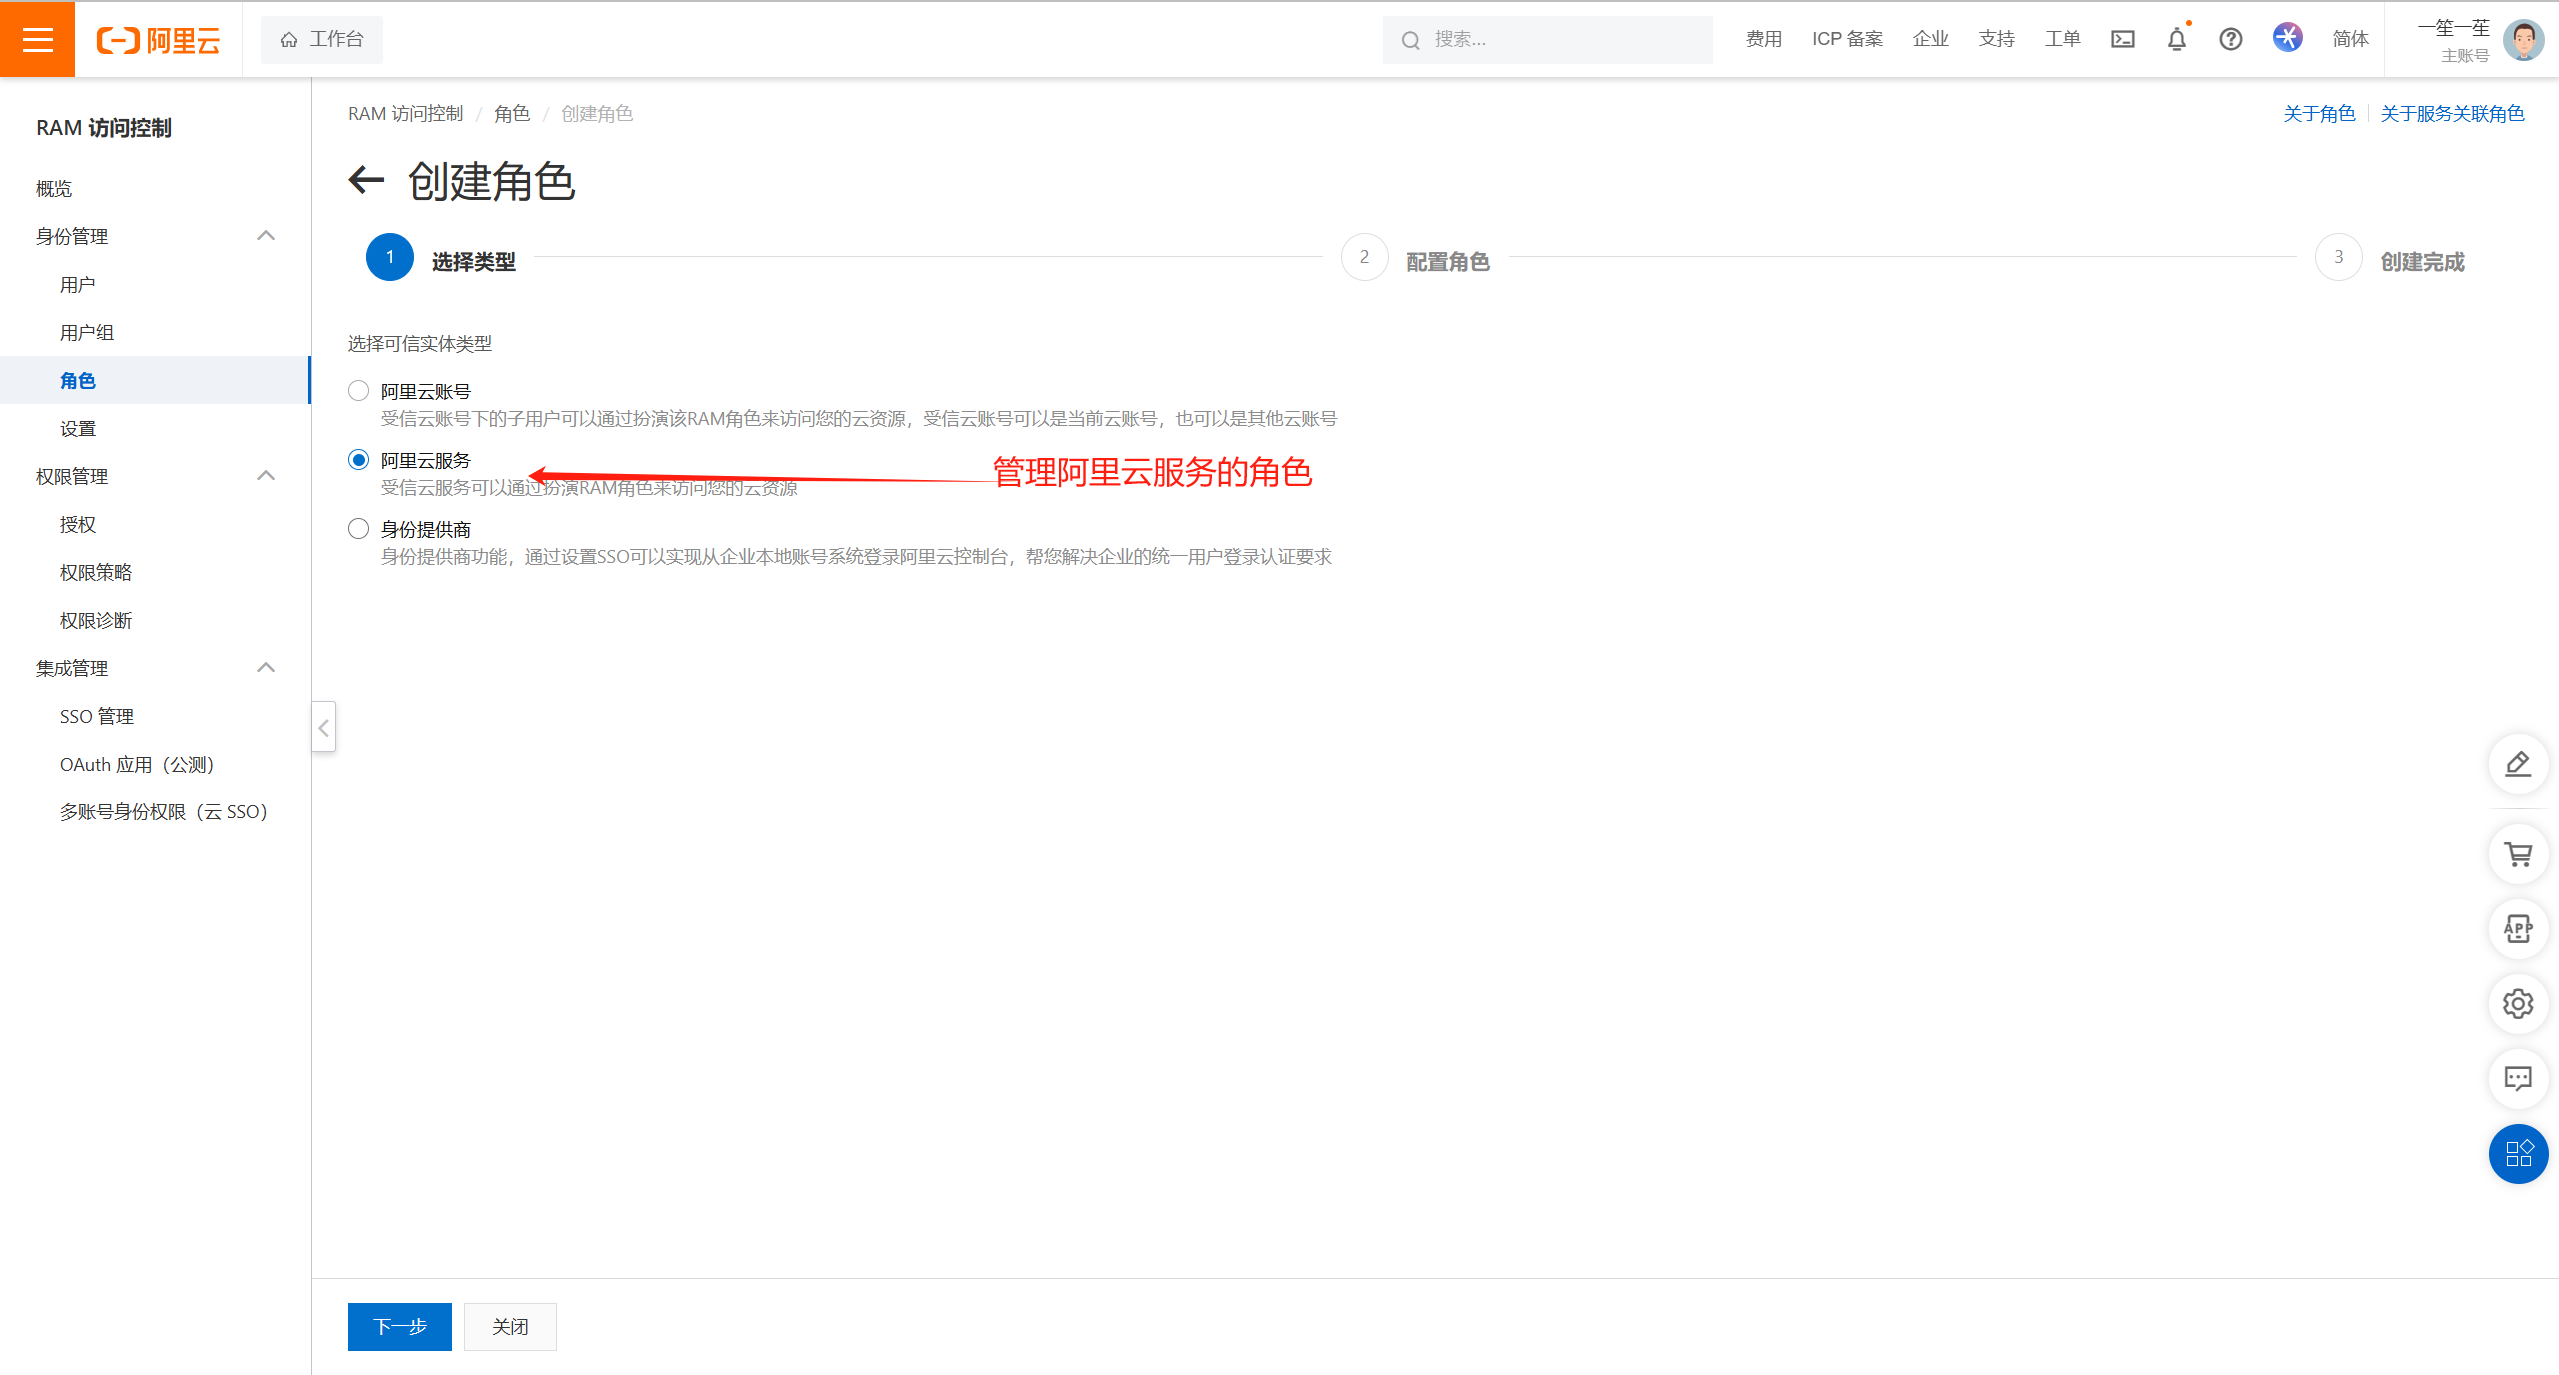 阿里云
工作台
搜索...
费用
ICP 备案
企业
支持
工单
简体
一笙一茎
主账号
RAM 访问控制
概览
身份管理
用户
用户组
角色
设置
权限管理
授权
权限策略
权限诊断
集成管理
SSO 管理
OAuth 应用（公测）
多账号身份权限（云 SSO）
RAM 访问控制 / 角色 / 创建角色
关于角色
关于服务关联角色
创建角色
1 选择类型
2 配置角色
3 创建完成
选择可信实体类型
阿里云账号
受信云账号下的子用户可以通过扮演该RAM角色来访问您的云资源，受信云账号可以是当前云账号，也可以是其他云账号
阿里云服务
受信云服务可以通过扮演RAM角色来访问您的云资源
管理阿里云服务的角色
身份提供商
身份提供商功能，通过设置SSO可以实现从企业本地账号系统登录阿里云控制台，帮您解决企业的统一用户登录认证要求
APP
下一步
关闭